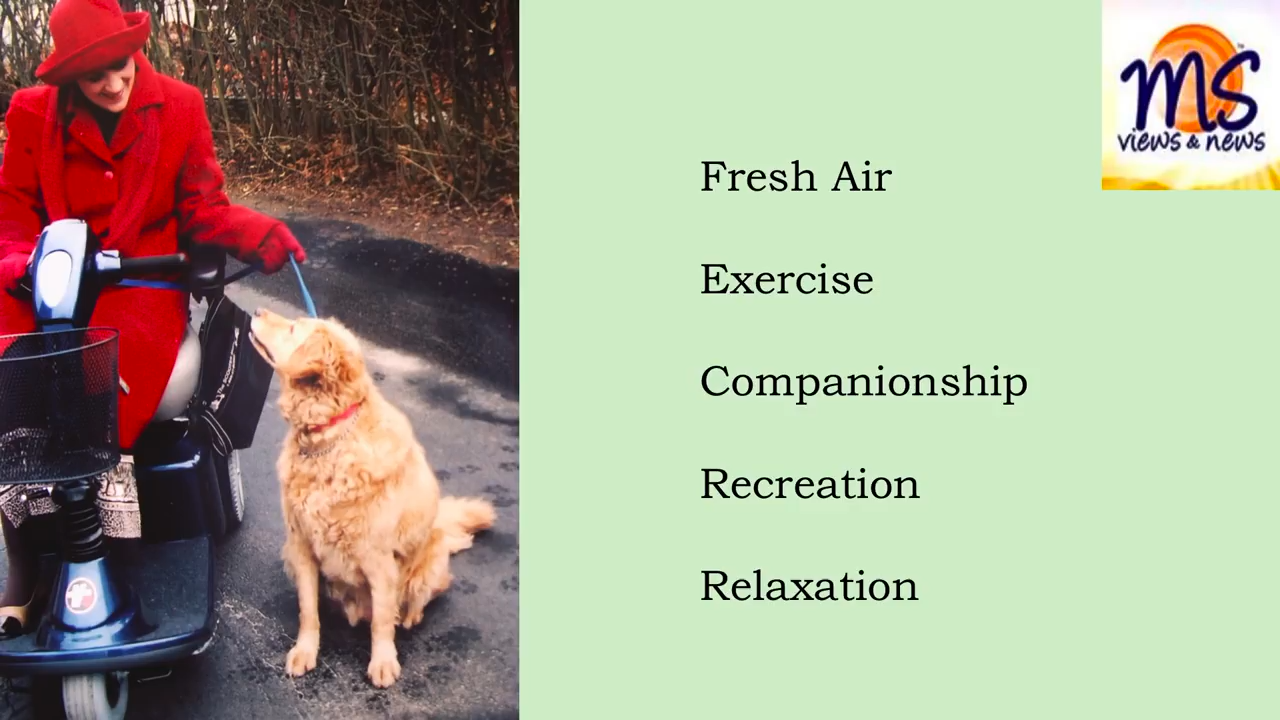 MS
views & news
Fresh Air
Exercise
Companionship
Recreation
Relaxation